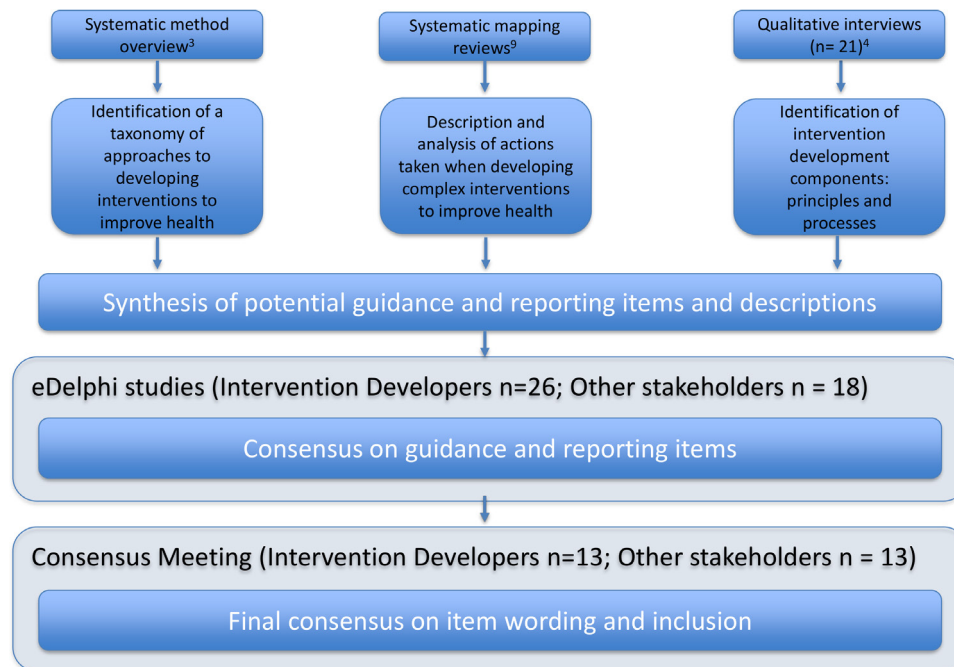 Systematic method
overview³
Systematic mapping
reviews⁹
Qualitative interviews
(n= 21)⁴
Identification of a
taxonomy of
approaches to
developing
interventions to
improve health
Description and
analysis of actions
taken when developing
complex interventions
to improve health
Identification of
intervention
development
components:
principles and
processes
Synthesis of potential guidance and reporting items and descriptions
eDelphi studies (Intervention Developers n=26; Other stakeholders n = 18)
Consensus on guidance and reporting items
Consensus Meeting (Intervention Developers n=13; Other stakeholders n = 13)
Final consensus on item wording and inclusion